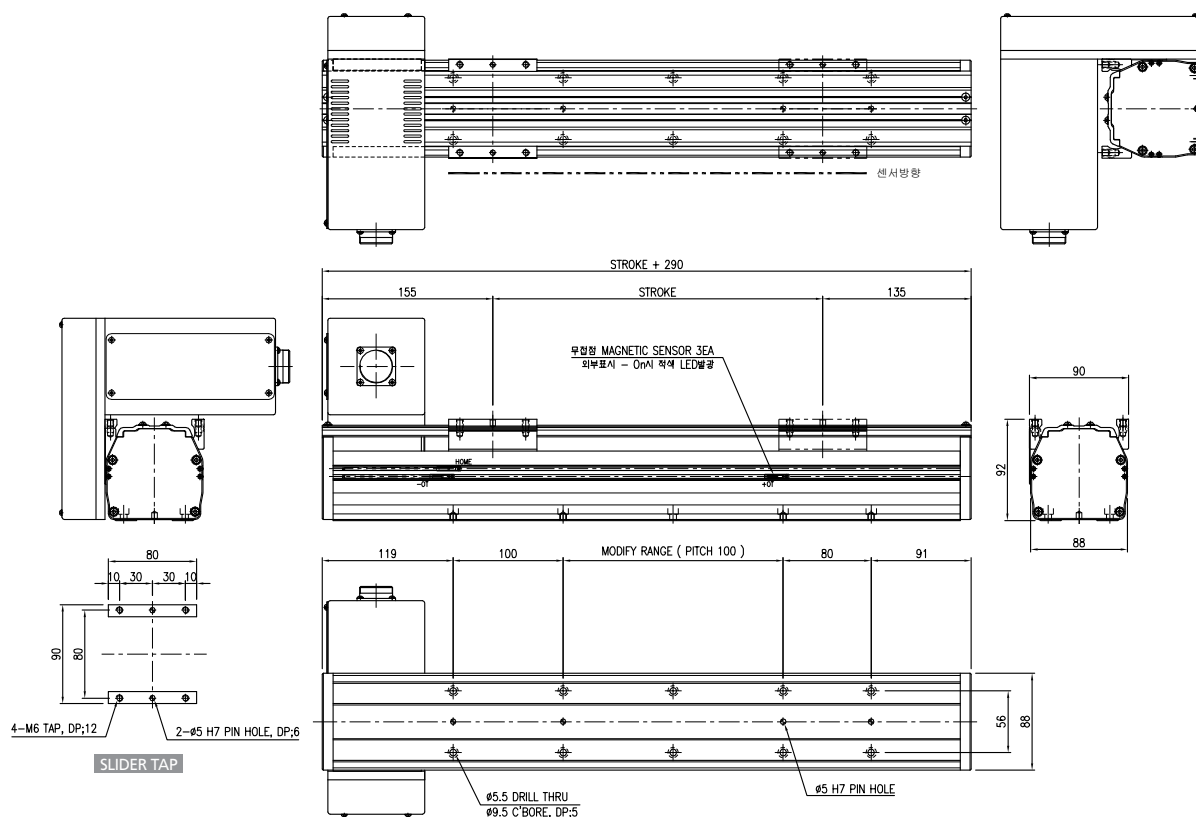 센서방향
STROKE + 290
155
STROKE
135
무접점 MAGNETIC SENSOR 3EA
외부표시 - On시 적색 LED발광
90
92
88
HOME
-OT
+OT
119
100
MODIFY RANGE ( PITCH 100 )
80
91
80
10
30
30
10
90
80
4-M6 TAP, DP;12
2-ø5 H7 PIN HOLE, DP;6
SLIDER TAP
56
88
ø5 H7 PIN HOLE
ø5.5 DRILL THRU
ø9.5 C'BORE, DP;5